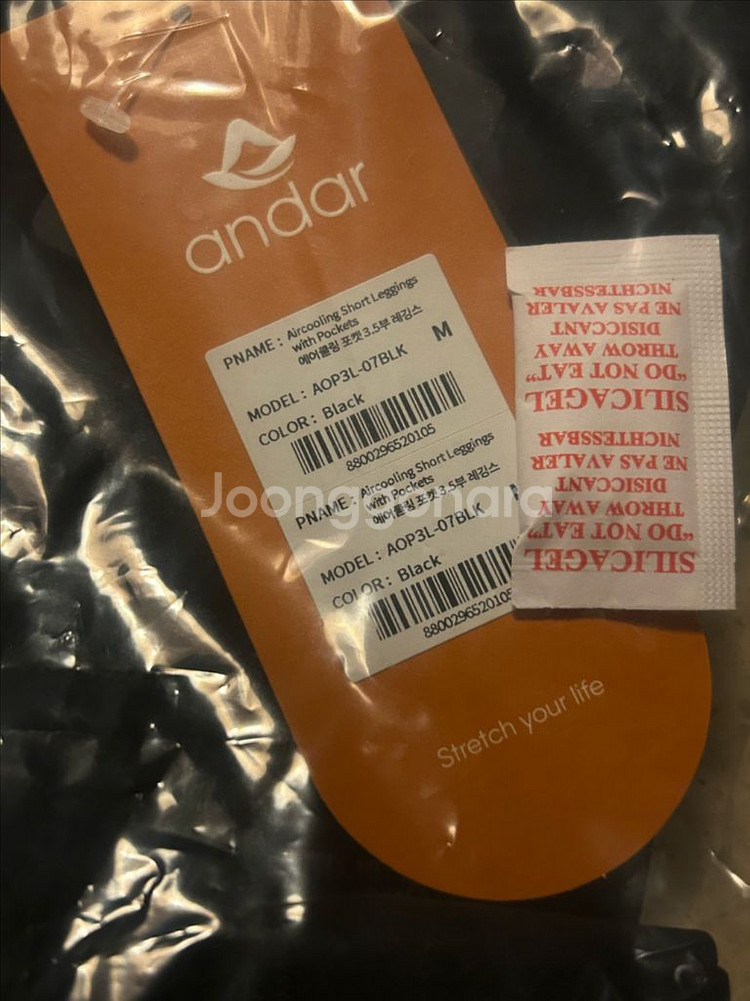 andar
PNAME : Aircooling Short Leggings
with Pockets
에어쿨링 포켓 3.5부 레깅스
M
MODEL : AOP3L-07BLK
COLOR : Black
8800296520105
PNAME : Aircooling Short Leggings
with Pockets
에어쿨링 포켓 3.5부 레깅스
MODEL : AOP3L-07BLK
COLOR : Black
8800296520105
Stretch your life
SILICAGEL
"DO NOT EAT"
THROW AWAY
DISICCANT
NE PAS AVALER
NICHTESSBAR
SILICAGEL
"DO NOT EAT"
THROW AWAY
DISICCANT
NE PAS AVALER
NICHTESSBAR
Joonggonara